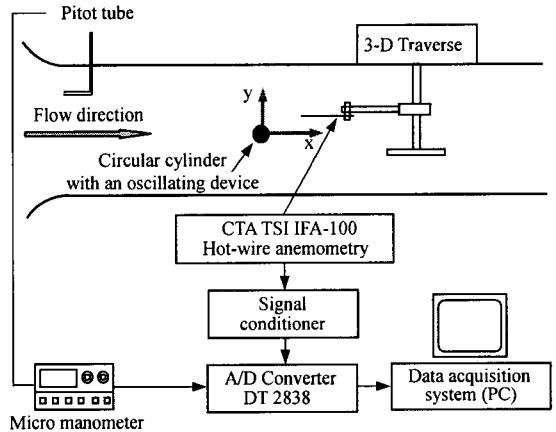 Pitot tube
3-D Traverse
Flow direction
y
x
Circular cylinder
with an oscillating device
CTA TSI IFA-100
Hot-wire anemometry
Signal
conditioner
A/D Converter
DT 2838
Data acquisition
system (PC)
Micro manometer